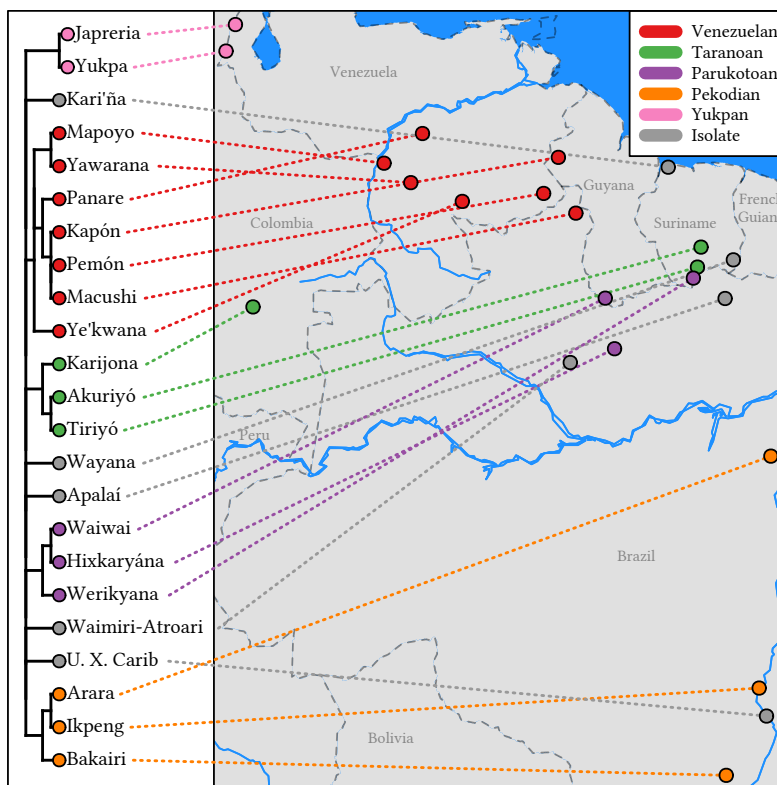 Japreria
Yukpa
Kari'ña
Mapoyo
Yawarana
Panare
Kapón
Pemón
Macushi
Ye'kwana
Karijona
Akuriyó
Tiriyó
Wayana
Apalaí
Waiwai
Hixkaryána
Werikyana
Waimiri-Atroari
U. X. Carib
Arara
Ikpeng
Bakairi
Venezuela
Colombia
Guyana
Suriname
French
Guian
Peru
Brazil
Bolivia
Venezuelan
Taranoan
Parukotoan
Pekodian
Yukpan
Isolate